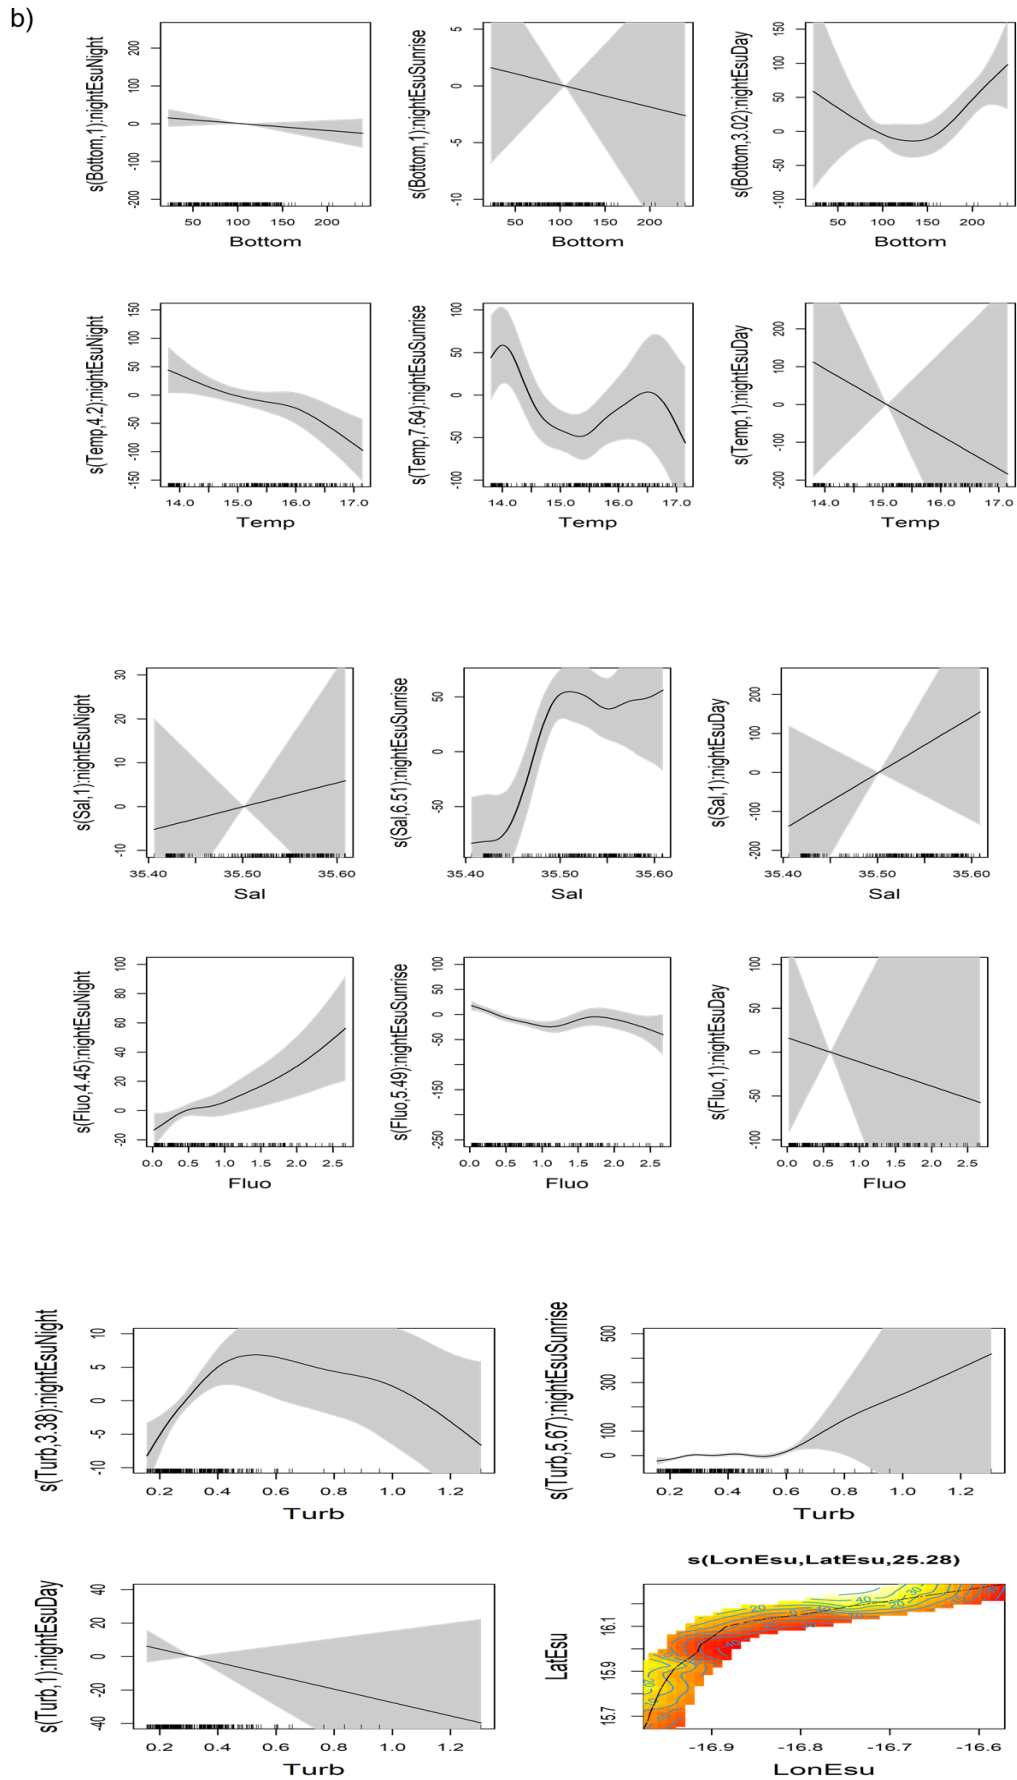 b)
s(Bottom,1):nightEsuNight
200
100
0
-100
-200
50 100 150 200
Bottom
s(Bottom,1):nightEsuSunrise
5
0
-5
-10
50 100 150 200
Bottom
s(Bottom,3.02):nightEsuDay
150
100
50
0
-50
-100
50 100 150 200
Bottom
s(Temp,4.2):nightEsuNight
150
100
50
0
-50
-100
-150
14.0 15.0 16.0 17.0
Temp
s(Temp,7.64):nightEsuSunrise
100
50
0
-50
-100
14.0 15.0 16.0 17.0
Temp
s(Temp,1):nightEsuDay
200
100
0
-100
-200
14.0 15.0 16.0 17.0
Temp
s(Sal,1):nightEsuNight
30
20
10
0
-10
35.40 35.50 35.60
Sal
s(Sal,6.51):nightEsuSunrise
50
0
-50
35.40 35.50 35.60
Sal
s(Sal,1):nightEsuDay
200
100
0
-100
-200
35.40 35.50 35.60
Sal
s(Fluo,4.45):nightEsuNight
100
80
60
40
20
0
-20
0.0 0.5 1.0 1.5 2.0 2.5
Fluo
s(Fluo,5.49):nightEsuSunrise
100
50
0
-50
-150
-250
0.0 0.5 1.0 1.5 2.0 2.5
Fluo
s(Fluo,1):nightEsuDay
100
50
0
-50
-100
0.0 0.6 1.0 1.5 2.0 2.5
Fluo
s(Turb,3.38):nightEsuNight
10
5
0
-5
-10
0.2 0.4 0.6 0.8 1.0 1.2
Turb
s(Turb,5.67):nightEsuSunrise
500
300
100
0
0.2 0.4 0.6 0.8 1.0 1.2
Turb
s(Turb,1):nightEsuDay
40
20
0
-20
-40
0.2 0.4 0.6 0.8 1.0 1.2
Turb
s(LonEsu,LatEsu,25.28)
LatEsu
16.1
15.9
15.7
-16.9 -16.8 -16.7 -16.6
LonEsu